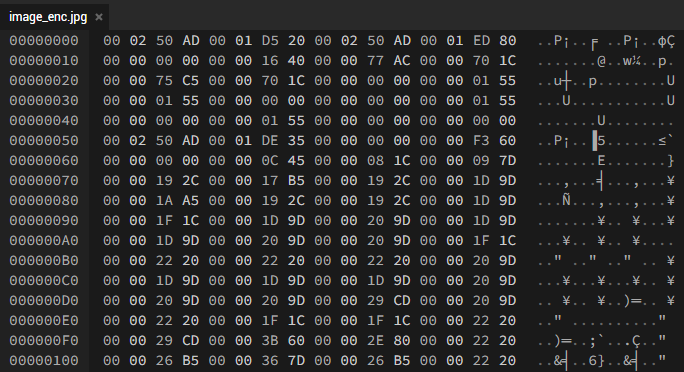 image_enc.jpg ×
00000000 00 02 50 AD 00 01 D5 20 00 02 50 AD 00 01 ED 80 ..P¡..╒ ..P¡..φÇ
00000010 00 00 00 00 00 00 16 40 00 00 77 AC 00 00 70 1C .......@..w¼..p.
00000020 00 00 75 C5 00 00 70 1C 00 00 00 00 00 00 01 55 ..u┼..p........U
00000030 00 00 01 55 00 00 00 00 00 00 00 00 00 00 01 55 ...U...........U
00000040 00 00 00 00 00 00 01 55 00 00 00 00 00 00 00 00 .......U........
00000050 00 02 50 AD 00 01 DE 35 00 00 00 00 00 00 F3 60 ..P¡..▐5......≤`
00000060 00 00 00 00 00 00 0C 45 00 00 08 1C 00 00 09 7D .......E.......}
00000070 00 00 19 2C 00 00 17 B5 00 00 19 2C 00 00 1D 9D ...,...╡...,...¥
00000080 00 00 1A A5 00 00 19 2C 00 00 19 2C 00 00 1D 9D ...Ñ...,...,...¥
00000090 00 00 1F 1C 00 00 1D 9D 00 00 20 9D 00 00 1D 9D .......¥.. ¥...¥
000000A0 00 00 1D 9D 00 00 20 9D 00 00 20 9D 00 00 1F 1C ...¥.. ¥.. ¥....
000000B0 00 00 22 20 00 00 22 20 00 00 22 20 00 00 20 9D .." .." .." .. ¥
000000C0 00 00 1D 9D 00 00 1D 9D 00 00 1D 9D 00 00 20 9D ...¥...¥...¥.. ¥
000000D0 00 00 20 9D 00 00 20 9D 00 00 29 CD 00 00 20 9D .. ¥.. ¥..)═.. ¥
000000E0 00 00 22 20 00 00 1F 1C 00 00 1F 1C 00 00 22 20 .." .........."
000000F0 00 00 29 CD 00 00 3B 60 00 00 2E 80 00 00 22 20 ..)═..;`...Ç.."
00000100 00 00 26 B5 00 00 36 7D 00 00 26 B5 00 00 22 20 ..&╡..6}..&╡.."